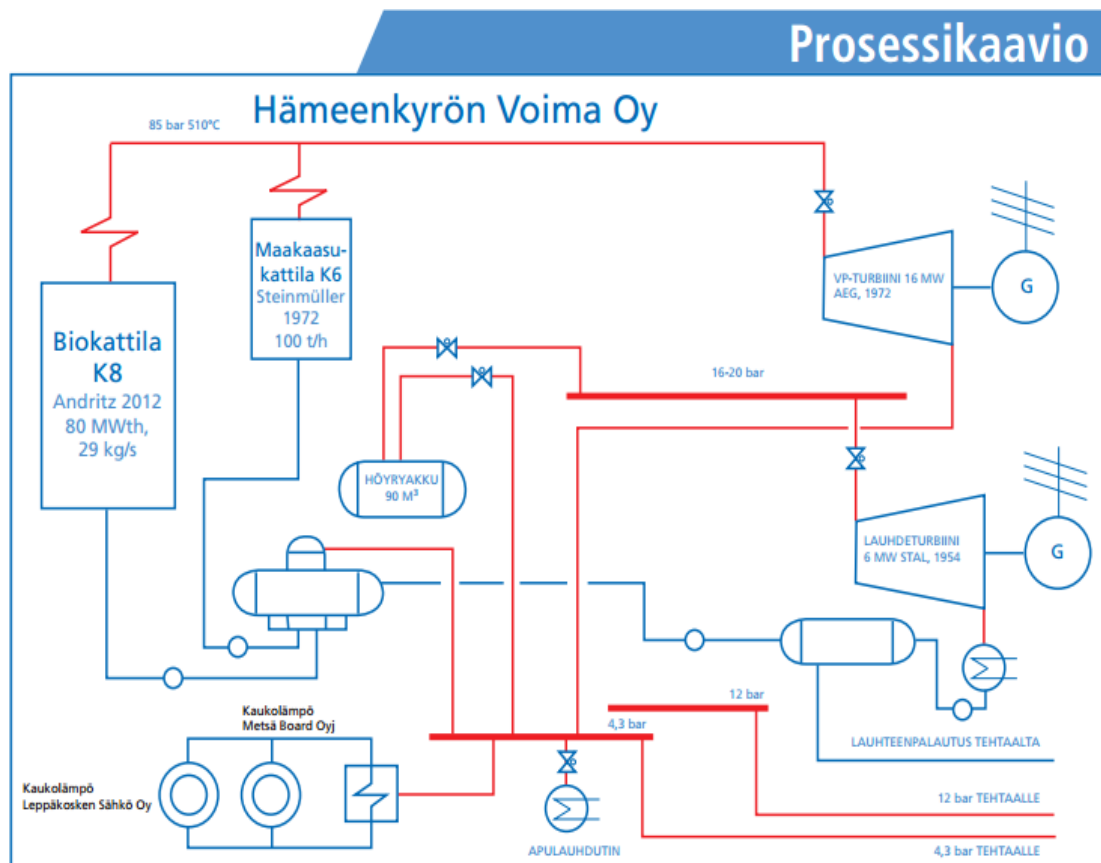 Prosessikaavio
Hämeenkyrön Voima Oy
85 bar 510°C
Maakaasu-
kattila K6
Steinmüller
1972
100 t/h
VP-TURBIINI 16 MW
AEG, 1972
G
Biokattila
K8
Andritz 2012
80 MWth,
29 kg/s
16-20 bar
HÖYRYAKKU
90 M³
LAUHDETURBIINI
6 MW STAL, 1954
G
12 bar
Kaukolämpö
Metsä Board Oyj
4,3 bar
LAUHTEENPALAUTUS TEHTAALTA
Kaukolämpö
Leppäkosken Sähkö Oy
12 bar TEHTAALLE
APULAUHDUTIN
4,3 bar TEHTAALLE